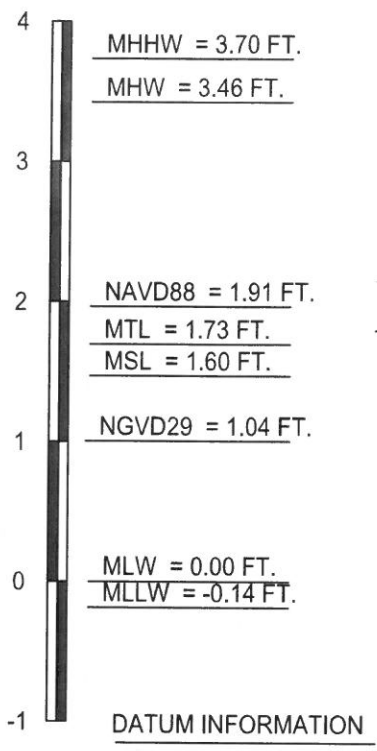 4
MHHW = 3.70 FT.
MHW = 3.46 FT.
3
NAVD88 = 1.91 FT.
2
MTL = 1.73 FT.
MSL = 1.60 FT.
NGVD29 = 1.04 FT.
1
MLW = 0.00 FT.
0
MLLW = -0.14 FT.
-1
DATUM INFORMATION